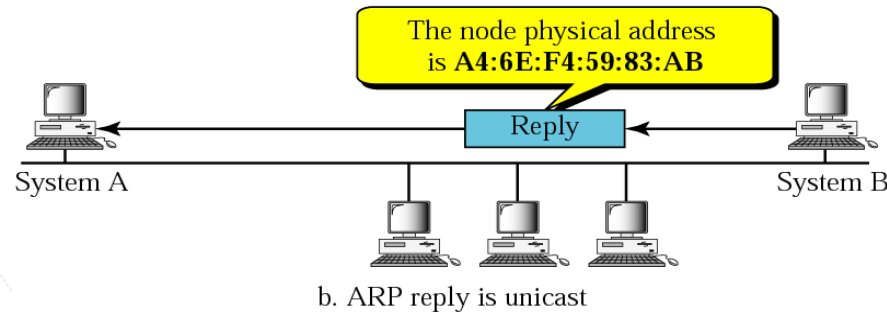 The node physical address
is A4:6E:F4:59:83:AB
Reply
System A
System B
b. ARP reply is unicast